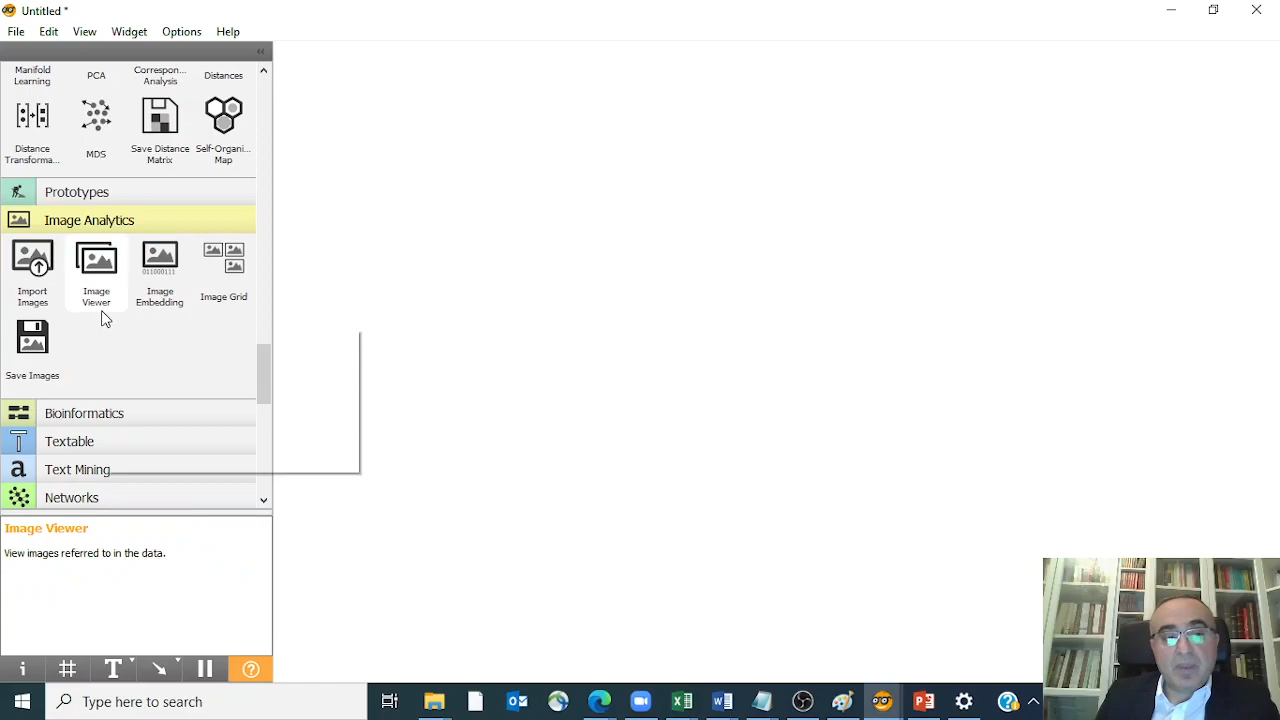 Untitled *
File Edit View Widget Options Help
Manifold Learning
PCA
Correspon... Analysis
Distances
Distance Transforma...
MDS
Save Distance Matrix
Self-Organi... Map
Prototypes
Image Analytics
Import Images
Image Viewer
011000111
Image Embedding
Image Grid
Save Images
Bioinformatics
T Textable
a Text Mining
Networks
Image Viewer
View images referred to in the data.
Type here to search